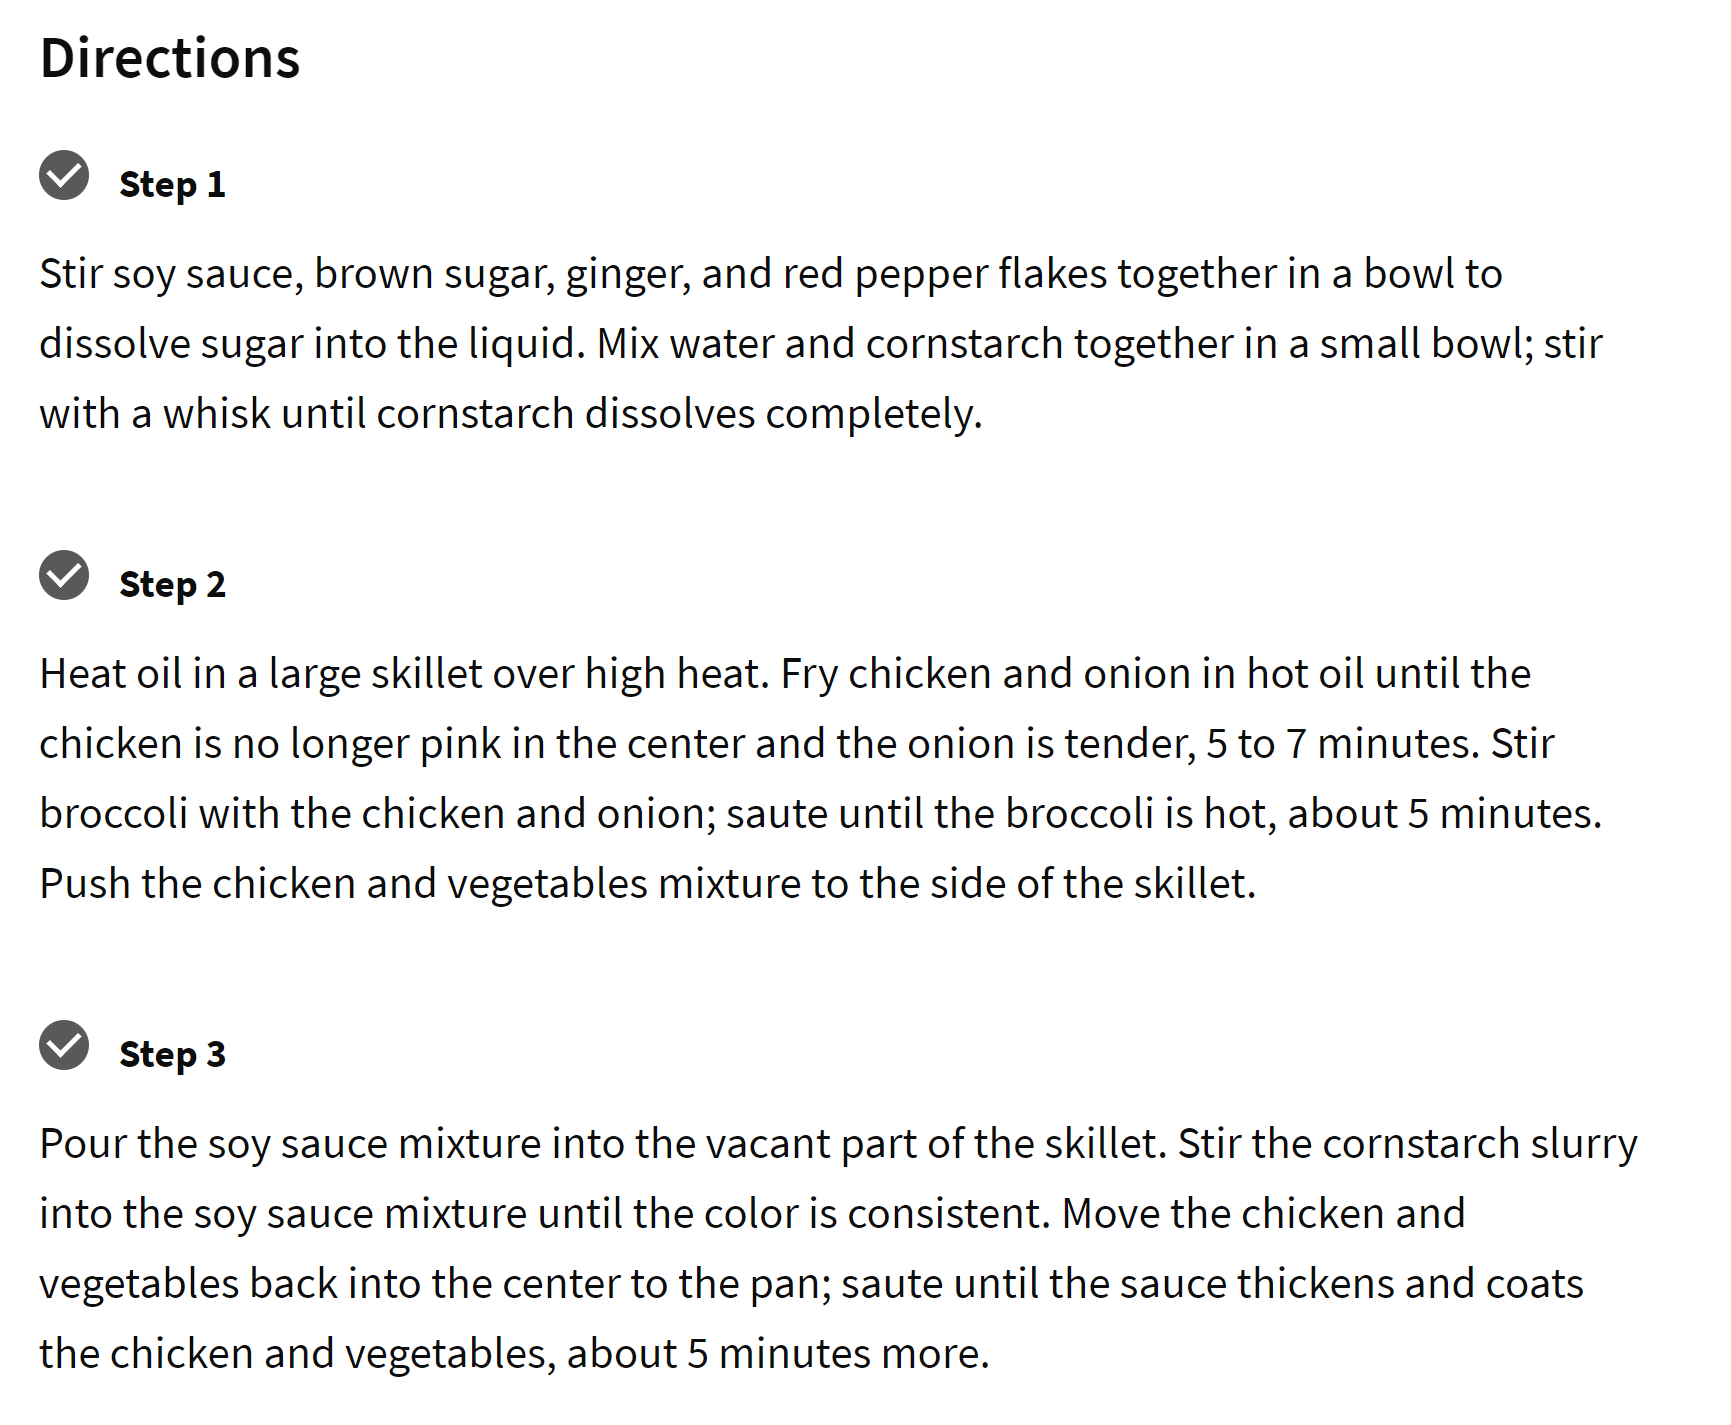 Directions
Step 1
Stir soy sauce, brown sugar, ginger, and red pepper flakes together in a bowl to
dissolve sugar into the liquid. Mix water and cornstarch together in a small bowl; stir
with a whisk until cornstarch dissolves completely.
Step 2
Heat oil in a large skillet over high heat. Fry chicken and onion in hot oil until the
chicken is no longer pink in the center and the onion is tender, 5 to 7 minutes. Stir
broccoli with the chicken and onion; saute until the broccoli is hot, about 5 minutes.
Push the chicken and vegetables mixture to the side of the skillet.
Step 3
Pour the soy sauce mixture into the vacant part of the skillet. Stir the cornstarch slurry
into the soy sauce mixture until the color is consistent. Move the chicken and
vegetables back into the center to the pan; saute until the sauce thickens and coats
the chicken and vegetables, about 5 minutes more.